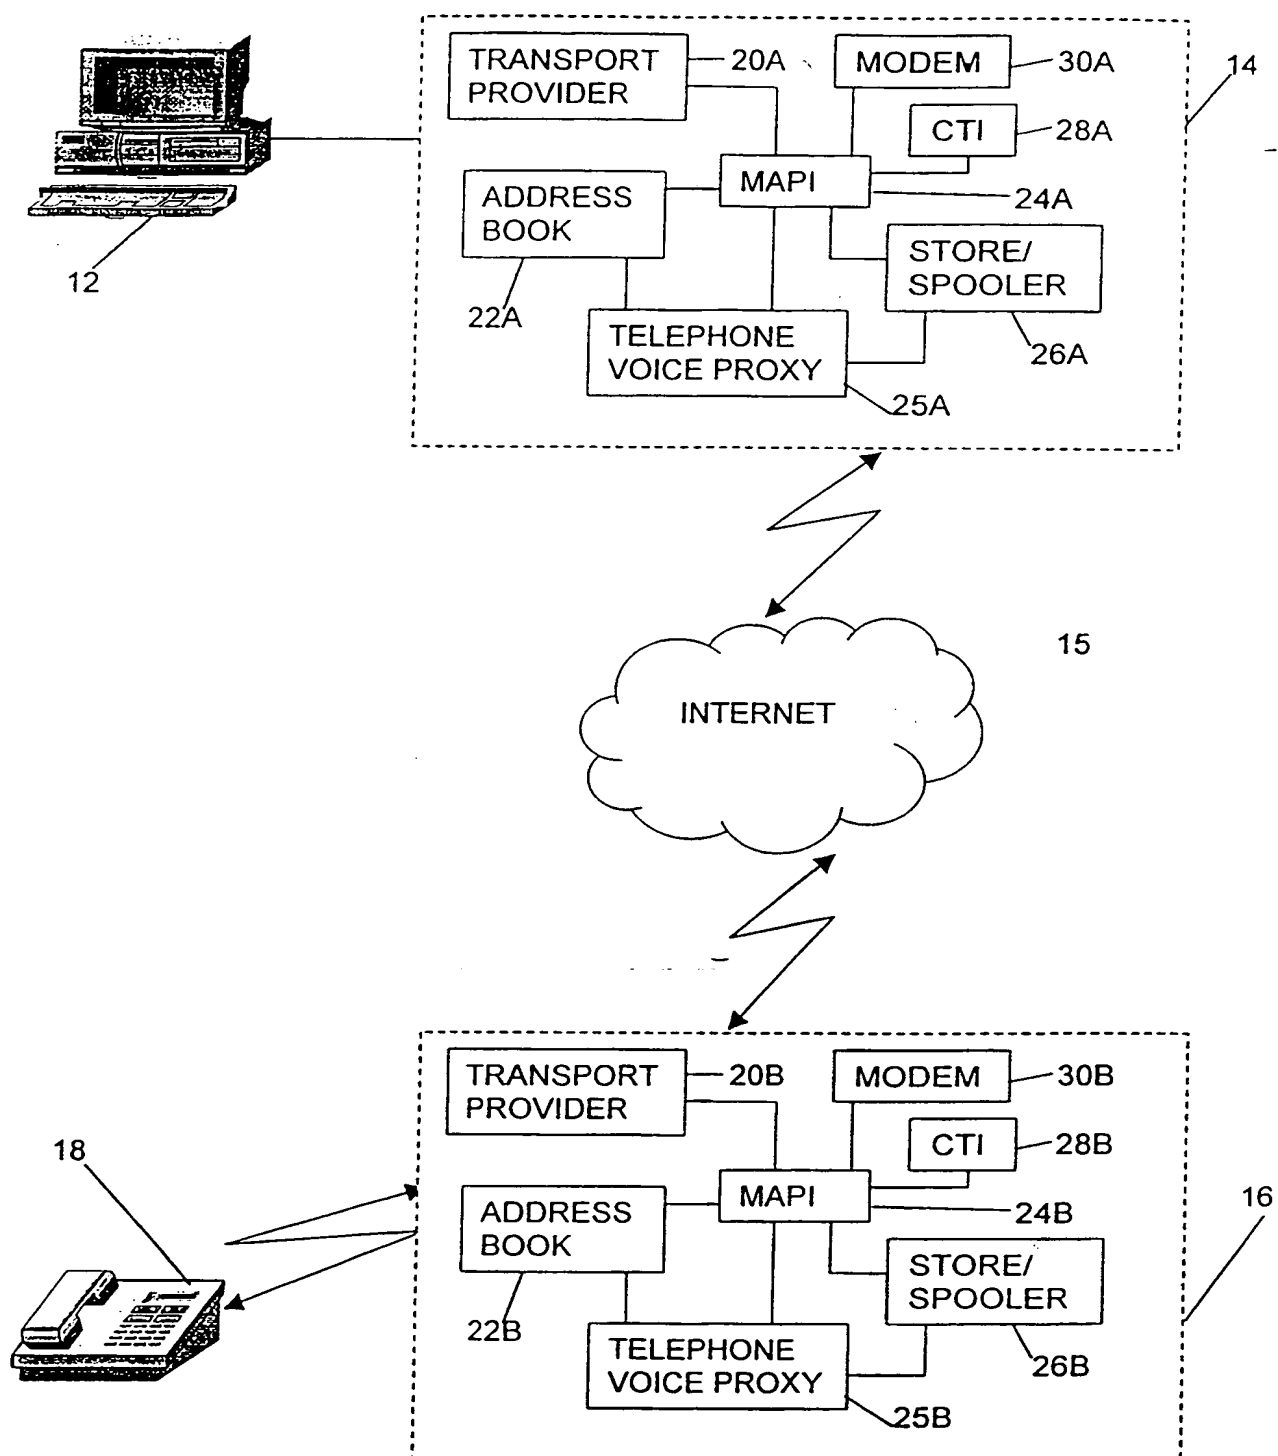 TRANSPORT
PROVIDER
20A
MODEM
30A
14
CTI
28A
MAPI
24A
ADDRESS
BOOK
22A
STORE/
SPOOLER
26A
TELEPHONE
VOICE PROXY
25A
12
15
INTERNET
TRANSPORT
PROVIDER
20B
MODEM
30B
CTI
28B
18
MAPI
24B
16
ADDRESS
BOOK
22B
STORE/
SPOOLER
26B
TELEPHONE
VOICE PROXY
25B